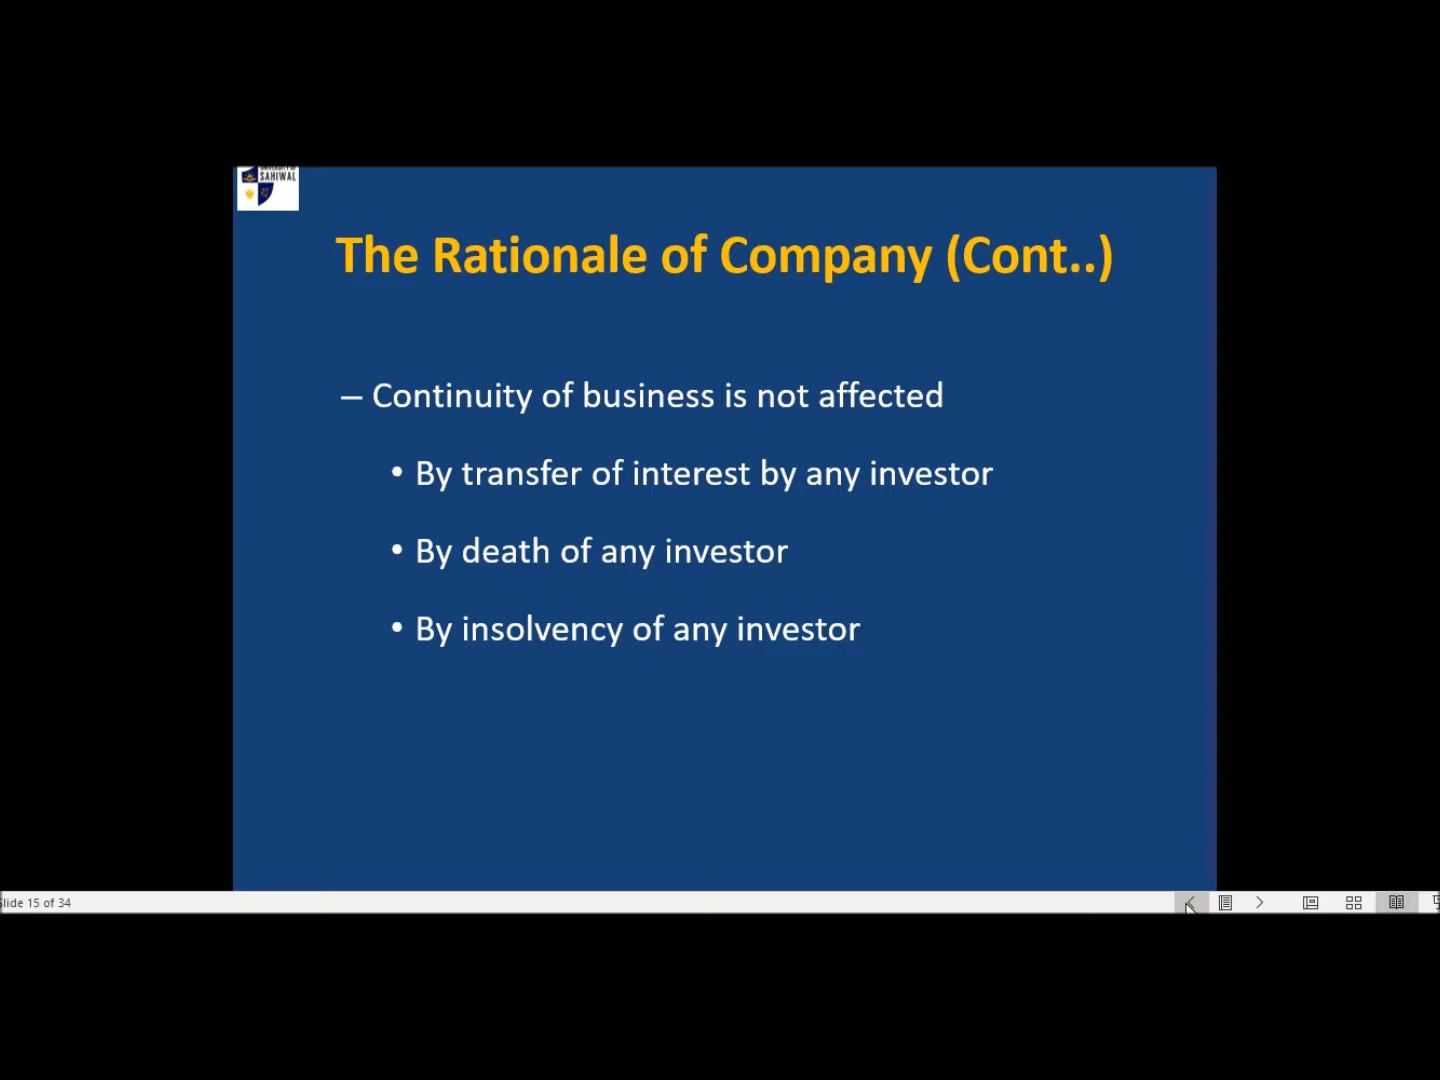 SAHIWAL
The Rationale of Company (Cont..)
– Continuity of business is not affected
• By transfer of interest by any investor
• By death of any investor
• By insolvency of any investor
lide 15 of 34